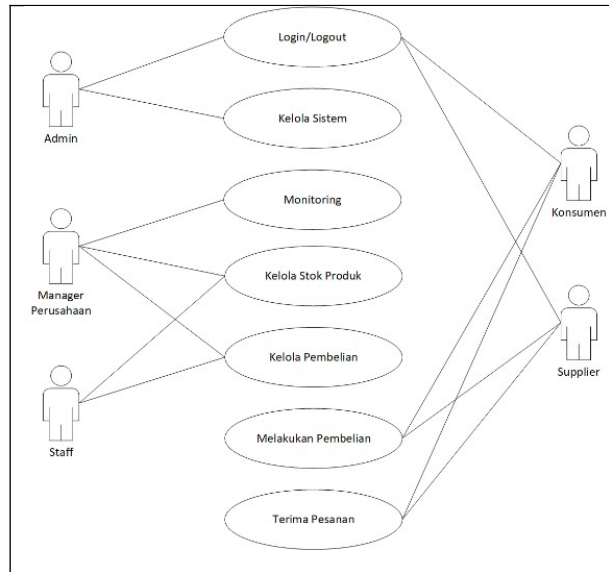 Login/Logout
Admin
Kelola Sistem
Konsumen
Monitoring
Manager
Perusahaan
Kelola Stok Produk
Supplier
Kelola Pembelian
Staff
Melakukan Pembelian
Terima Pesanan